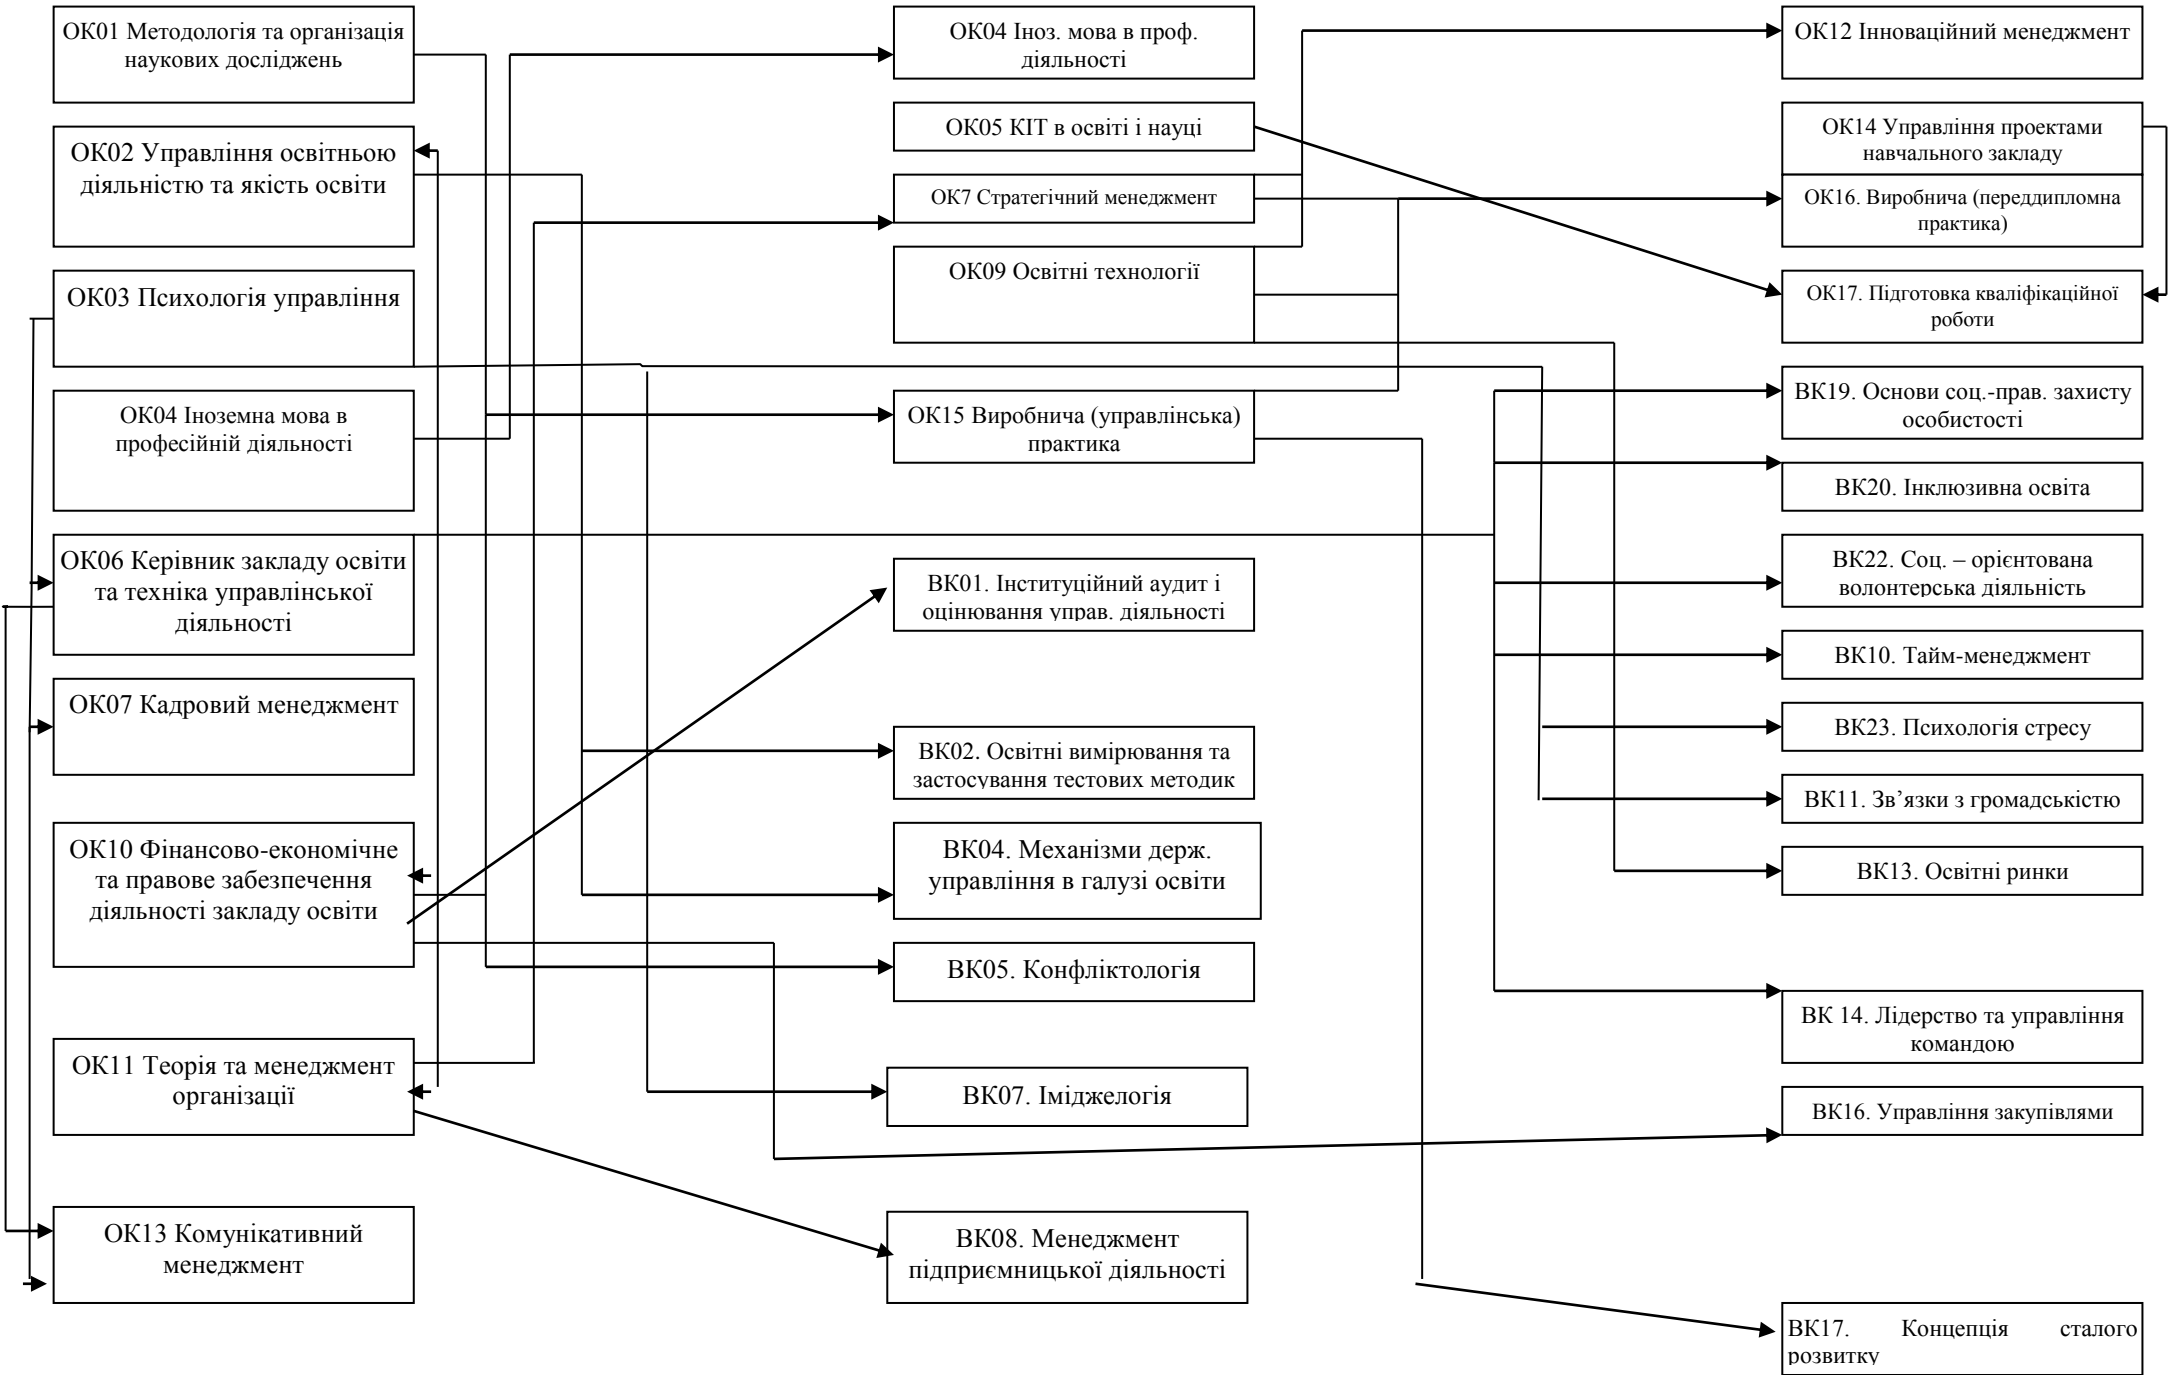 ОК01 Методологія та організація
наукових досліджень
ОК02 Управління освітньою
діяльністю та якість освіти
ОК03 Психологія управління
ОК04 Іноземна мова в
професійній діяльності
ОК06 Керівник закладу освіти
та техніка управлінської
діяльності
ОК07 Кадровий менеджмент
ОК10 Фінансово-економічне
та правове забезпечення
діяльності закладу освіти
ОК11 Теорія та менеджмент
організації
ОК13 Комунікативний
менеджмент
ОК04 Іноз. мова в проф.
діяльності
ОК05 КІТ в освіті і науці
ОК7 Стратегічний менеджмент
ОК09 Освітні технології
ОК15 Виробнича (управлінська)
практика
ВК01. Інституційний аудит і
оцінювання управ. діяльності
ВК02. Освітні вимірювання та
застосування тестових методик
ВК04. Механізми держ.
управління в галузі освіти
ВК05. Конфліктологія
ВК07. Іміджелогія
ВК08. Менеджмент
підприємницької діяльності
ОК12 Інноваційний менеджмент
ОК14 Управління проектами
навчального закладу
ОК16. Виробнича (переддипломна
практика)
ОК17. Підготовка кваліфікаційної
роботи
ВК19. Основи соц.-прав. захисту
особистості
ВК20. Інклюзивна освіта
ВК22. Соц. – орієнтована
волонтерська діяльність
ВК10. Тайм-менеджмент
ВК23. Психологія стресу
ВК11. Зв’язки з громадськістю
ВК13. Освітні ринки
ВК 14. Лідерство та управління
командою
ВК16. Управління закупівлями
ВК17. Концепція сталого
розвитку